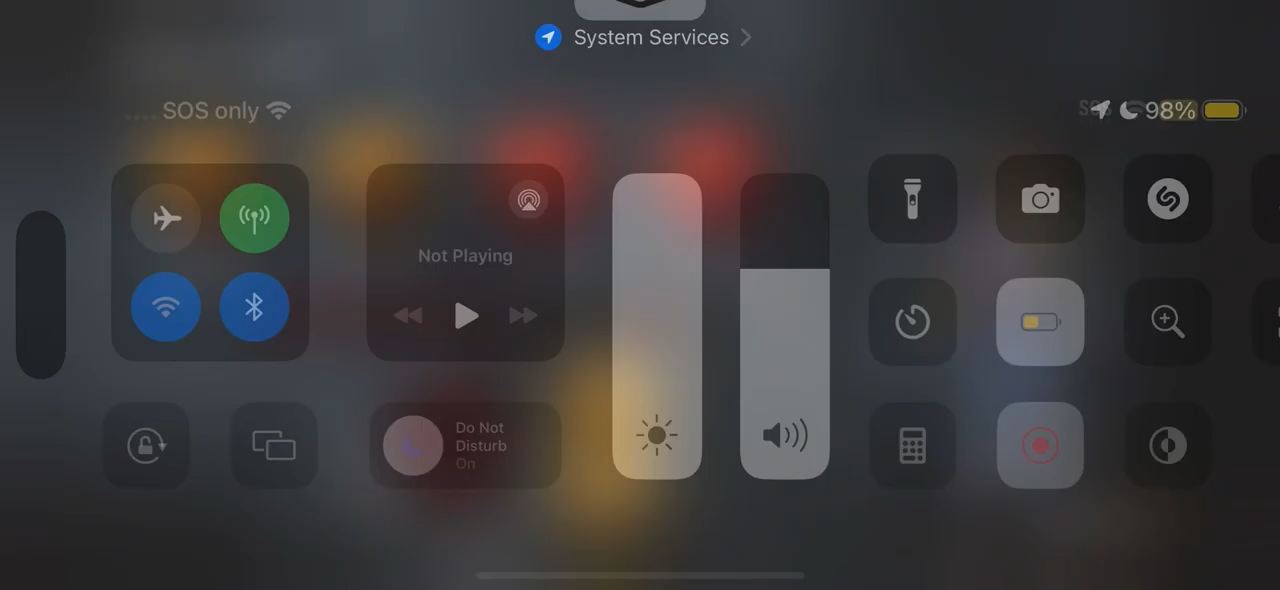 System Services
SOS only
98%
Not Playing
Do Not
Disturb
On